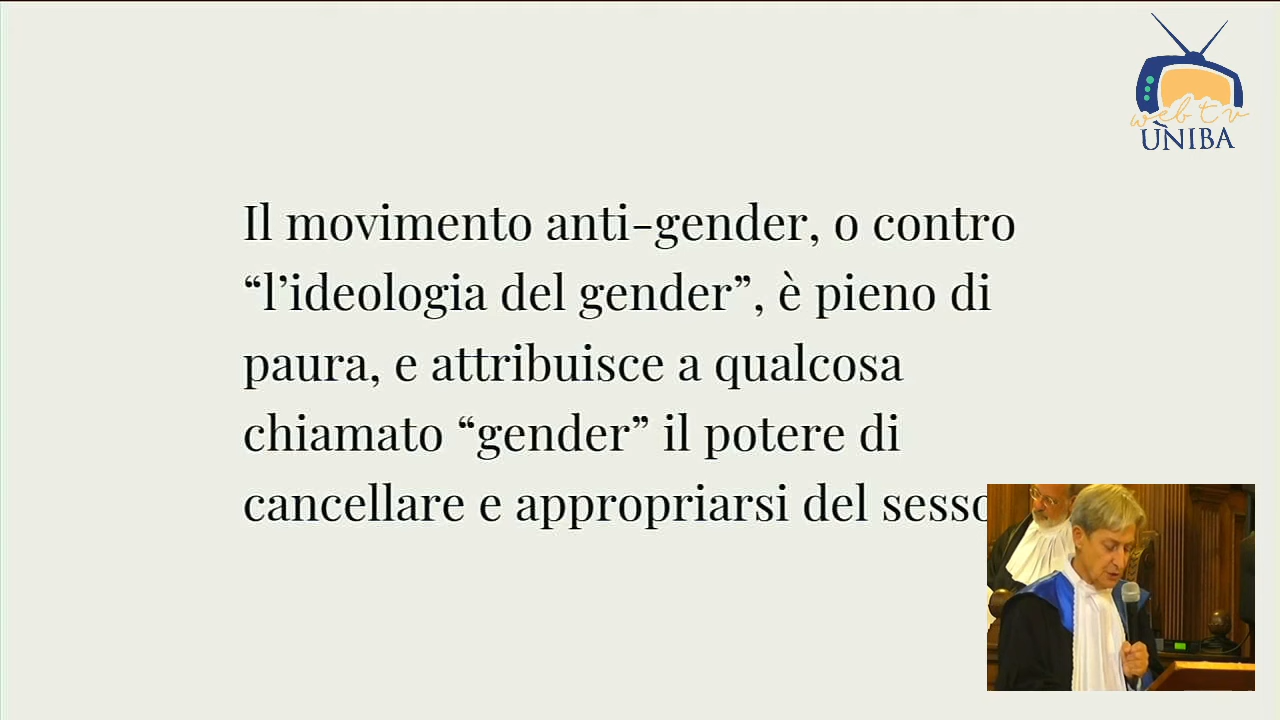 web tv
UNIBA
Il movimento anti-gender, o contro
“l’ideologia del gender”, è pieno di
paura, e attribuisce a qualcosa
chiamato “gender” il potere di
cancellare e appropriarsi del sesso